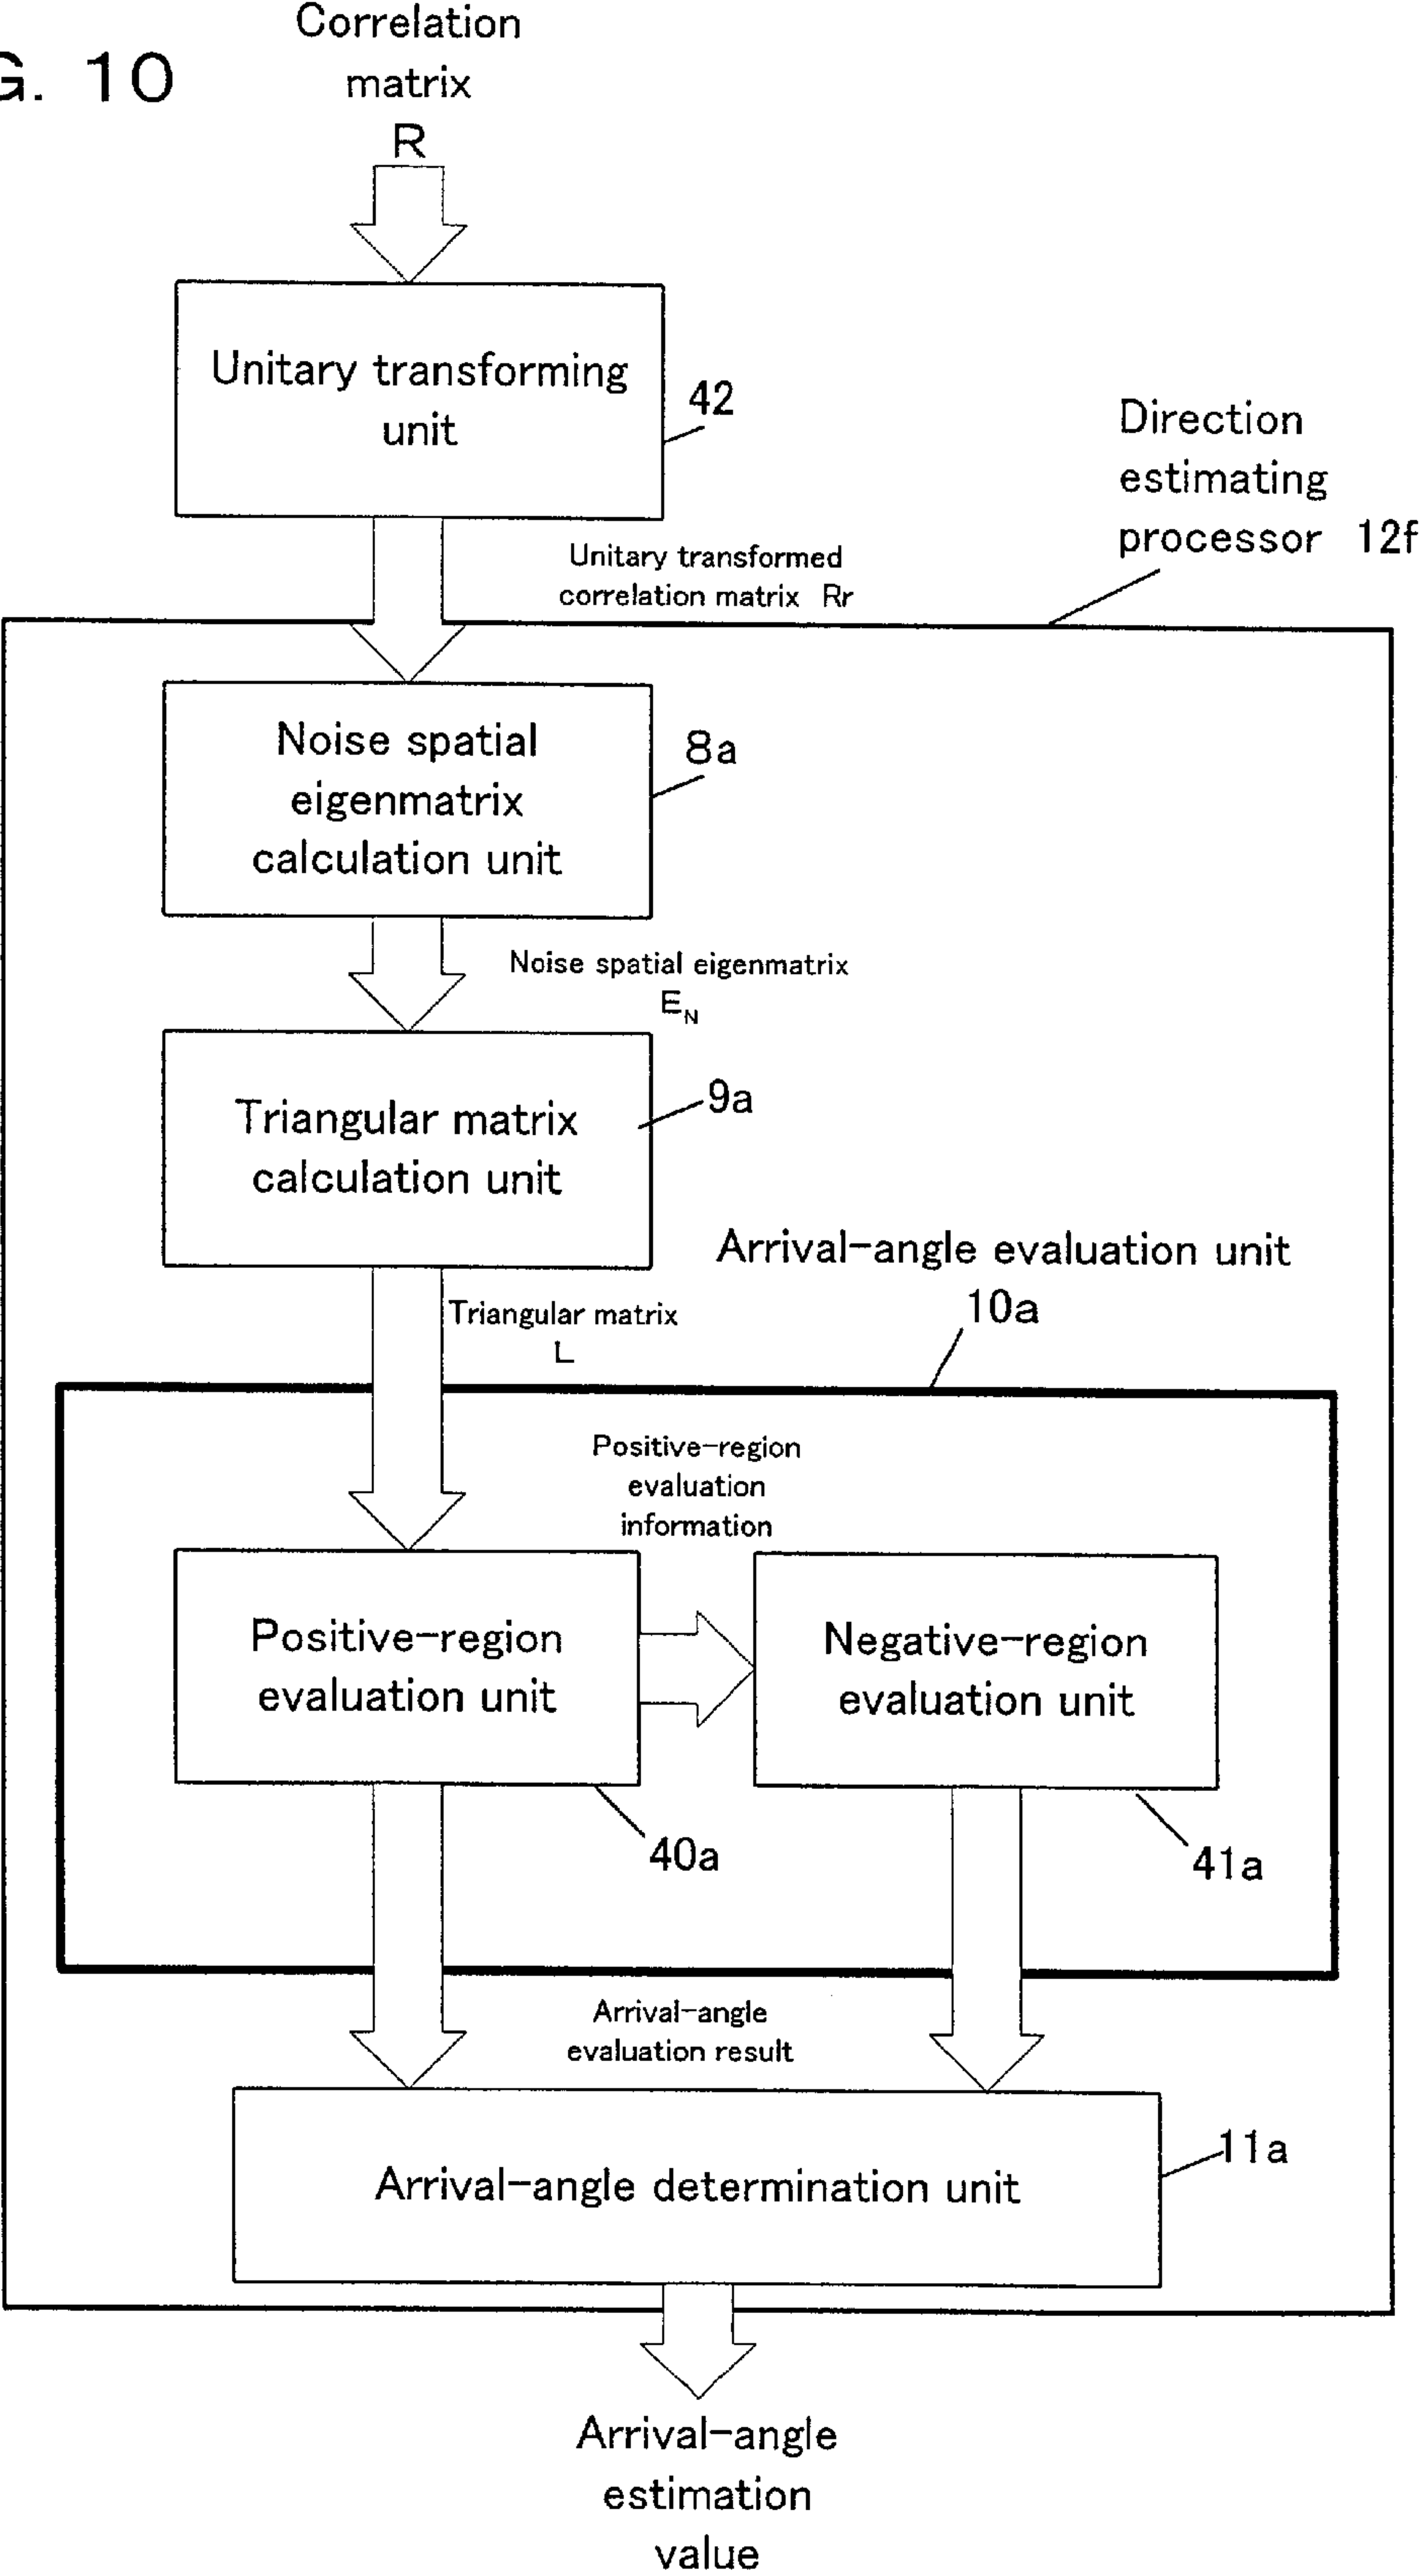 G. 10
Correlation
matrix
R
Unitary transforming
unit
42
Direction
estimating
processor 12f
Unitary transformed
correlation matrix Rr
Noise spatial
eigenmatrix
calculation unit
8a
Noise spatial eigenmatrix
EN
Triangular matrix
calculation unit
9a
Arrival-angle evaluation unit
10a
Triangular matrix
L
Positive-region
evaluation
information
Positive-region
evaluation unit
Negative-region
evaluation unit
40a
41a
Arrival-angle
evaluation result
Arrival-angle determination unit
11a
Arrival-angle
estimation
value